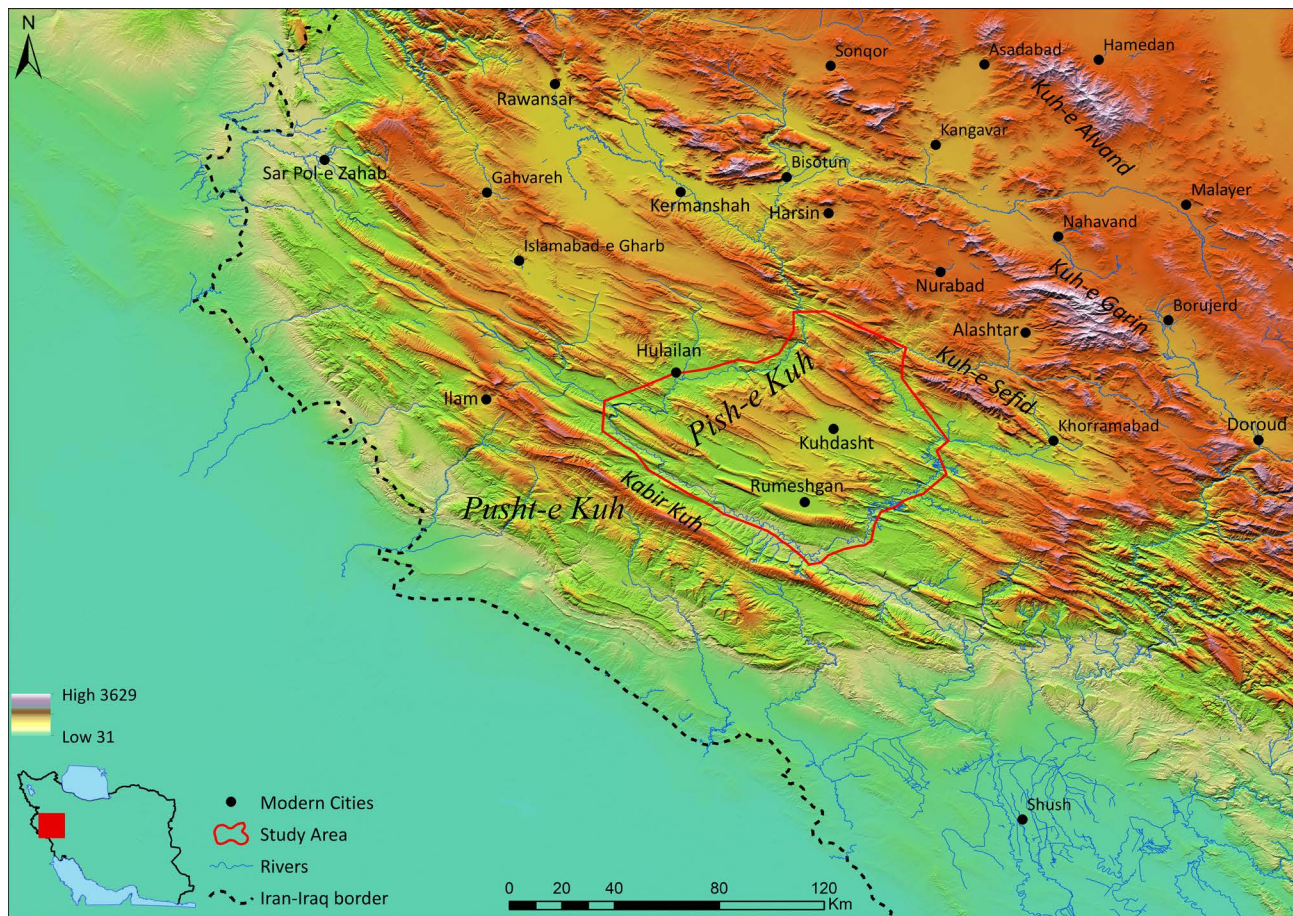 N
Sonqor
Asadabad
Hamedan
Rawansar
Kuh-e Alvand
Kangavar
Bisotun
Sar Pol-e Zahab
Gahvareh
Kermanshah
Harsin
Malayer
Nahavand
Islamabad-e Gharb
Nurabad
Kuh-e Garin
Borujerd
Alashtar
Hulailan
Pish-e Kuh
Kuh-e Sefid
Ilam
Kuhdasht
Khorramabad
Doroud
Rumeshgan
Kabir Kuh
Pusht-e Kuh
High 3629
Low 31
Modern Cities
Study Area
Rivers
Iran-Iraq border
Shush
0 20 40 80 120
Km